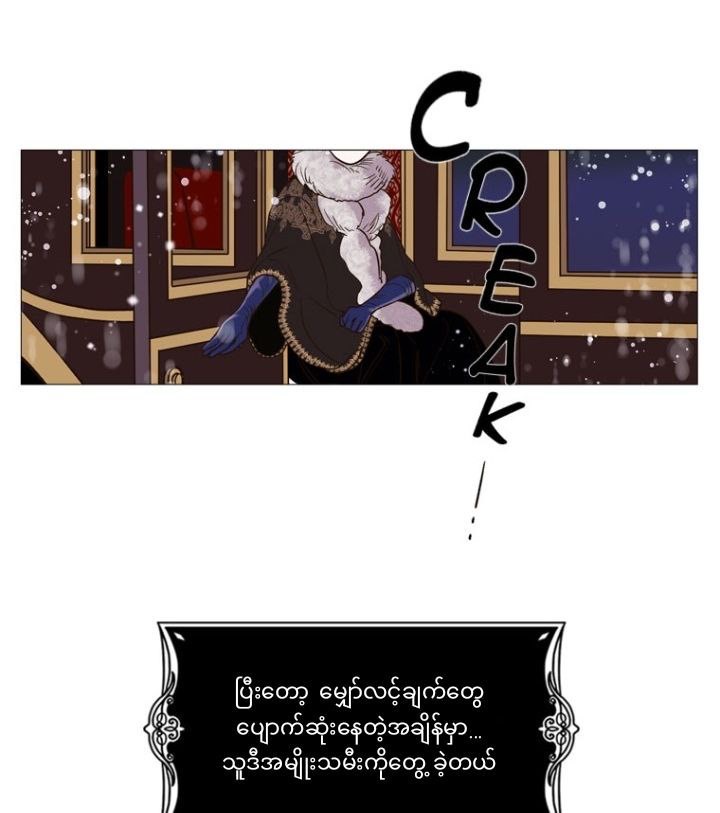 CREAK...
ပြီးတော့ မျှော်လင့်ချက်တွေ
ပျောက်ဆုံးနေတဲ့အချိန်မှာ...
သူဒီအမျိုးသမီးကိုတွေ့ ခဲ့တယ်